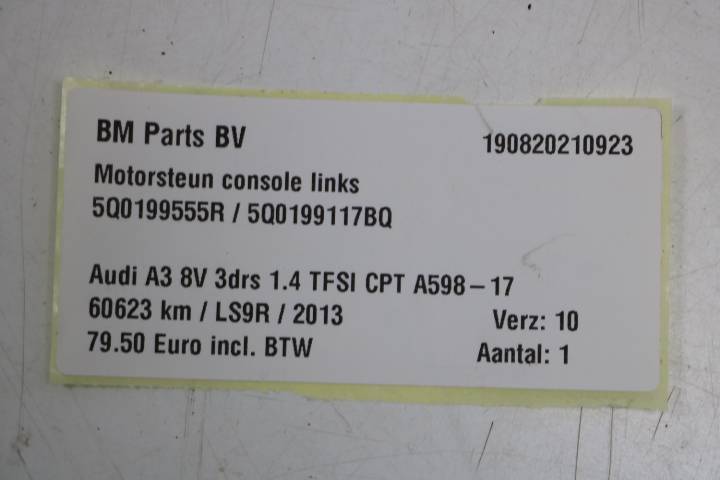 BM Parts BV 190820210923
Motorsteun console links
5Q0199555R / 5Q0199117BQ
Audi A3 8V 3drs 1.4 TFSI CPT A598-17
60623 km / LS9R / 2013 Verz: 10
79.50 Euro incl. BTW Aantal: 1